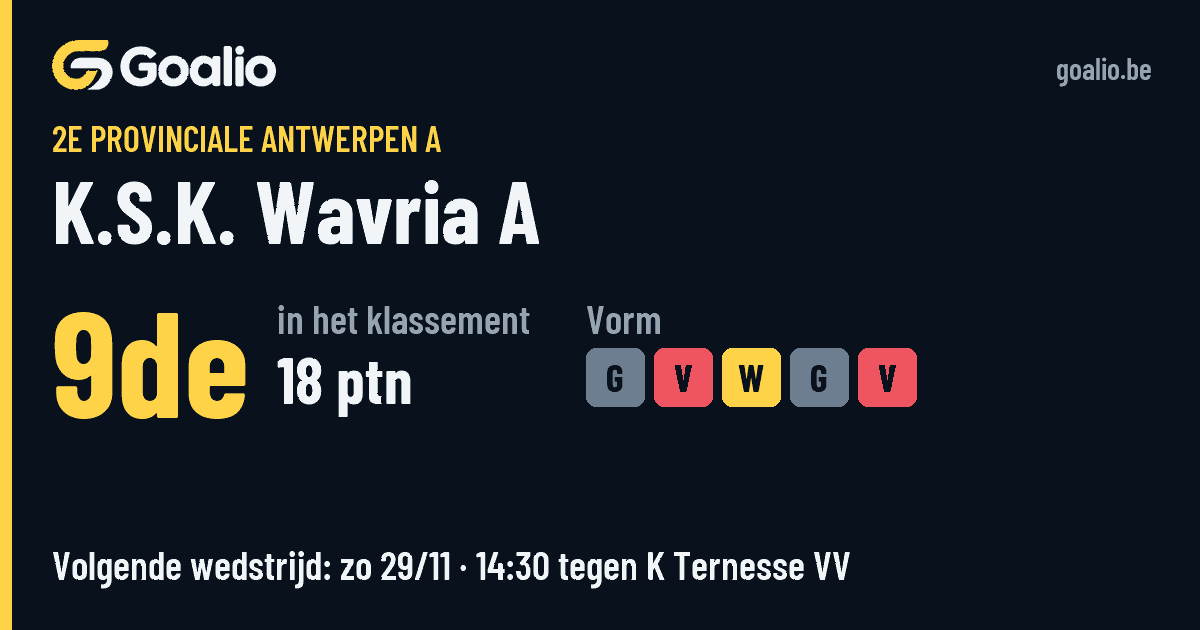 Goalio
goalio.be
2E PROVINCIALE ANTWERPEN A
K.S.K. Wavria A
9de
in het klassement
18 ptn
Vorm
G V W G V
Volgende wedstrijd: zo 29/11 · 14:30 tegen K Ternesse VV